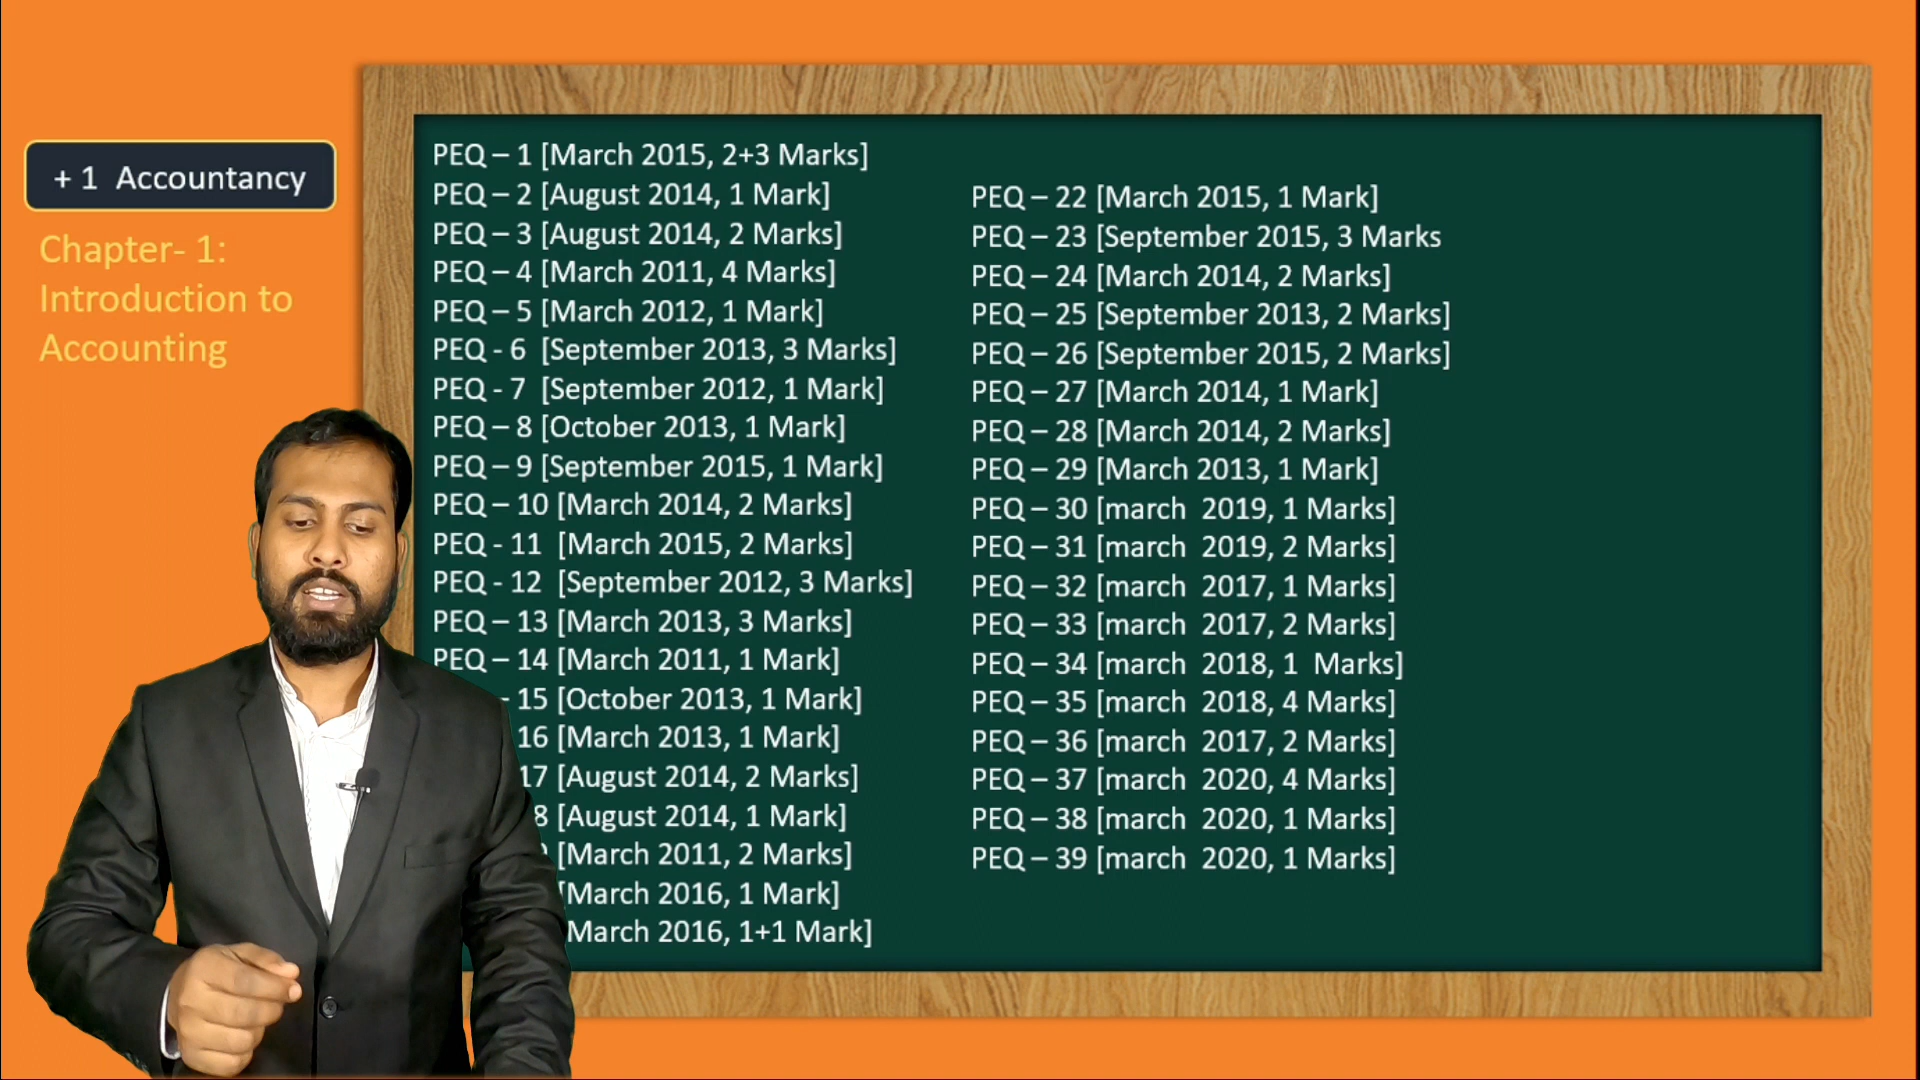 + 1 Accountancy
Chapter- 1:
Introduction to
Accounting
PEQ – 1 [March 2015, 2+3 Marks]
PEQ – 2 [August 2014, 1 Mark]
PEQ – 3 [August 2014, 2 Marks]
PEQ – 4 [March 2011, 4 Marks]
PEQ – 5 [March 2012, 1 Mark]
PEQ - 6 [September 2013, 3 Marks]
PEQ - 7 [September 2012, 1 Mark]
PEQ – 8 [October 2013, 1 Mark]
PEQ – 9 [September 2015, 1 Mark]
PEQ – 10 [March 2014, 2 Marks]
PEQ - 11 [March 2015, 2 Marks]
PEQ - 12 [September 2012, 3 Marks]
PEQ – 13 [March 2013, 3 Marks]
PEQ – 14 [March 2011, 1 Mark]
- 15 [October 2013, 1 Mark]
16 [March 2013, 1 Mark]
17 [August 2014, 2 Marks]
8 [August 2014, 1 Mark]
[March 2011, 2 Marks]
[March 2016, 1 Mark]
March 2016, 1+1 Mark]
PEQ – 22 [March 2015, 1 Mark]
PEQ – 23 [September 2015, 3 Marks
PEQ – 24 [March 2014, 2 Marks]
PEQ – 25 [September 2013, 2 Marks]
PEQ – 26 [September 2015, 2 Marks]
PEQ – 27 [March 2014, 1 Mark]
PEQ – 28 [March 2014, 2 Marks]
PEQ – 29 [March 2013, 1 Mark]
PEQ – 30 [march 2019, 1 Marks]
PEQ – 31 [march 2019, 2 Marks]
PEQ – 32 [march 2017, 1 Marks]
PEQ – 33 [march 2017, 2 Marks]
PEQ – 34 [march 2018, 1 Marks]
PEQ – 35 [march 2018, 4 Marks]
PEQ – 36 [march 2017, 2 Marks]
PEQ – 37 [march 2020, 4 Marks]
PEQ – 38 [march 2020, 1 Marks]
PEQ – 39 [march 2020, 1 Marks]